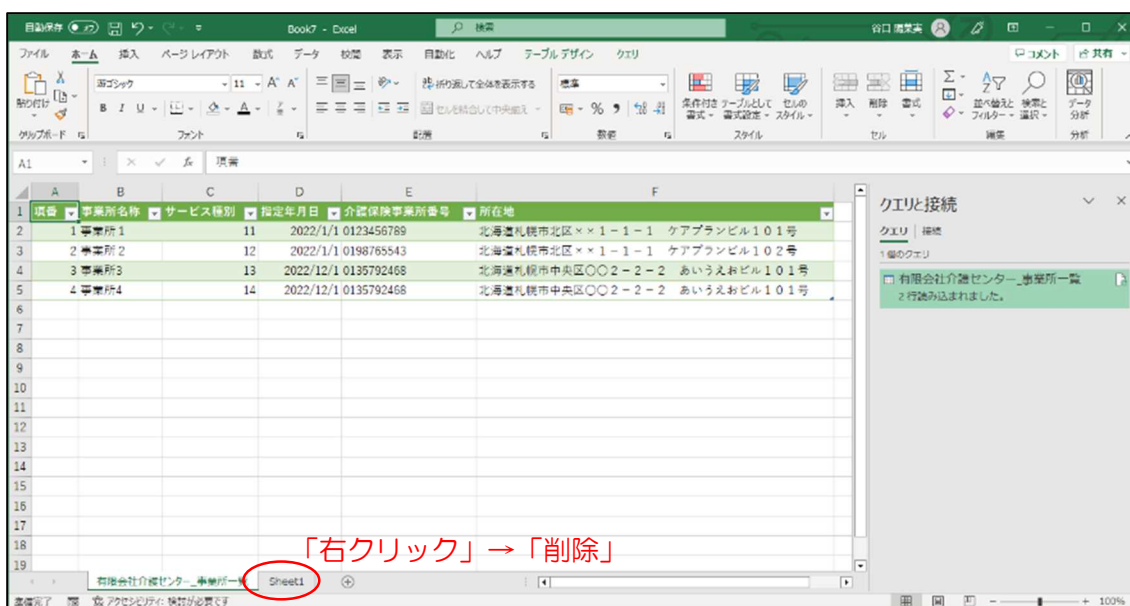 自動保存 オフ Book7 - Excel 検索
ファイル ホーム 挿入 ページ レイアウト 数式 データ 校閲 表示 自動化 ヘルプ テーブル デザイン クエリ コメント 共有
貼り付け 游ゴシック 11 A^ A˅ 折り返して全体を表示する 標準 条件付き テーブルとして セルの 挿入 削除 書式 並べ替えと 検索と データ
B I U セルを結合して中央揃え % 書式 書式設定 スタイル フィルター 選択 分析
クリップボード フォント 配置 数値 スタイル セル 編集 分析
A1 fx 項番
A B C D E F
1 項番 事業所名称 サービス種別 指定年月日 介護保険事業所番号 所在地
2 1 事業所1 11 2022/1/1 0123456789 北海道札幌市北区××1-1-1 ケアプランビル101号
3 2 事業所2 12 2022/1/1 0198765543 北海道札幌市北区××1-1-1 ケアプランビル102号
4 3 事業所3 13 2022/12/1 0135792468 北海道札幌市中央区〇〇2-2-2 あいうえおビル101号
5 4 事業所4 14 2022/12/1 0135792468 北海道札幌市中央区〇〇2-2-2 あいうえおビル101号
6
7
8
9
10
11
12
13
14
15
16
17
18
19
クエリと接続
クエリ 接続
1 個のクエリ
有限会社介護センター_事業所一覧
2 行読み込まれました。
「右クリック」→「削除」
有限会社介護センター_事業所一覧 Sheet1
準備完了 アクセシビリティ: 検討が必要です 100%